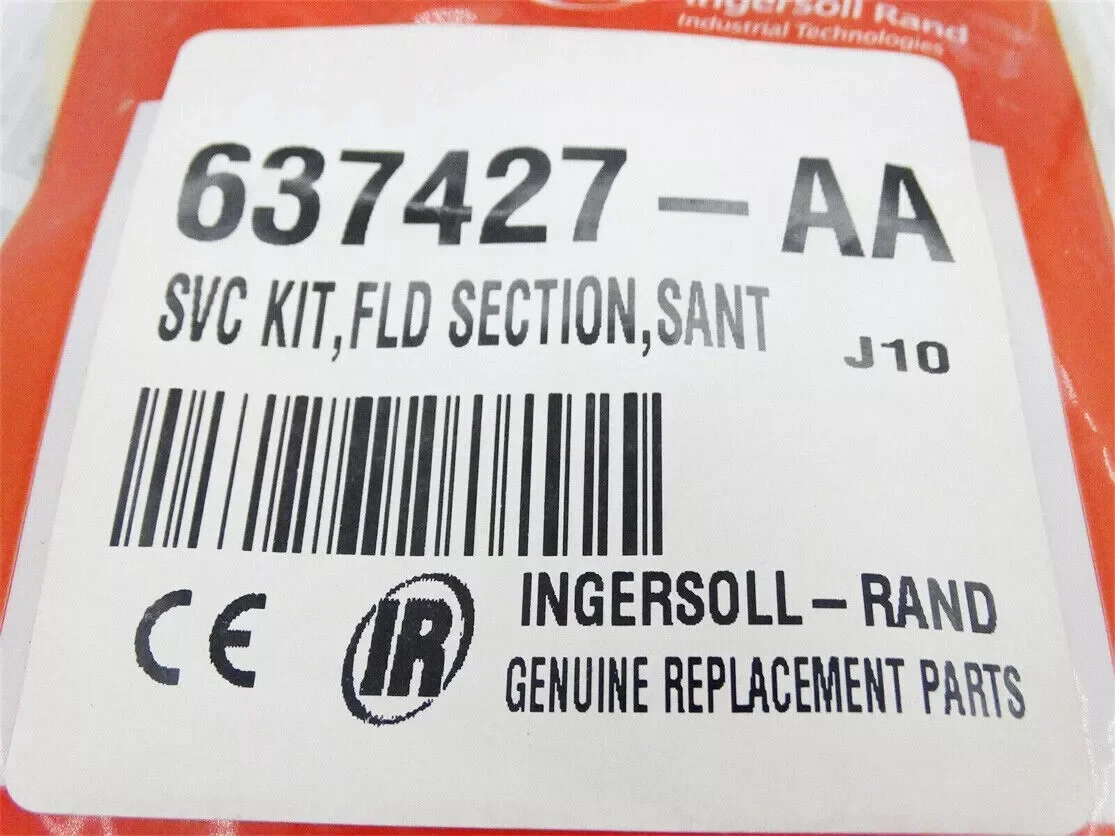 Ingersoll Rand
Industrial Technologies
637427-AA
SVC KIT,FLD SECTION,SANT
J10
CE
IR
INGERSOLL-RAND
GENUINE REPLACEMENT PARTS